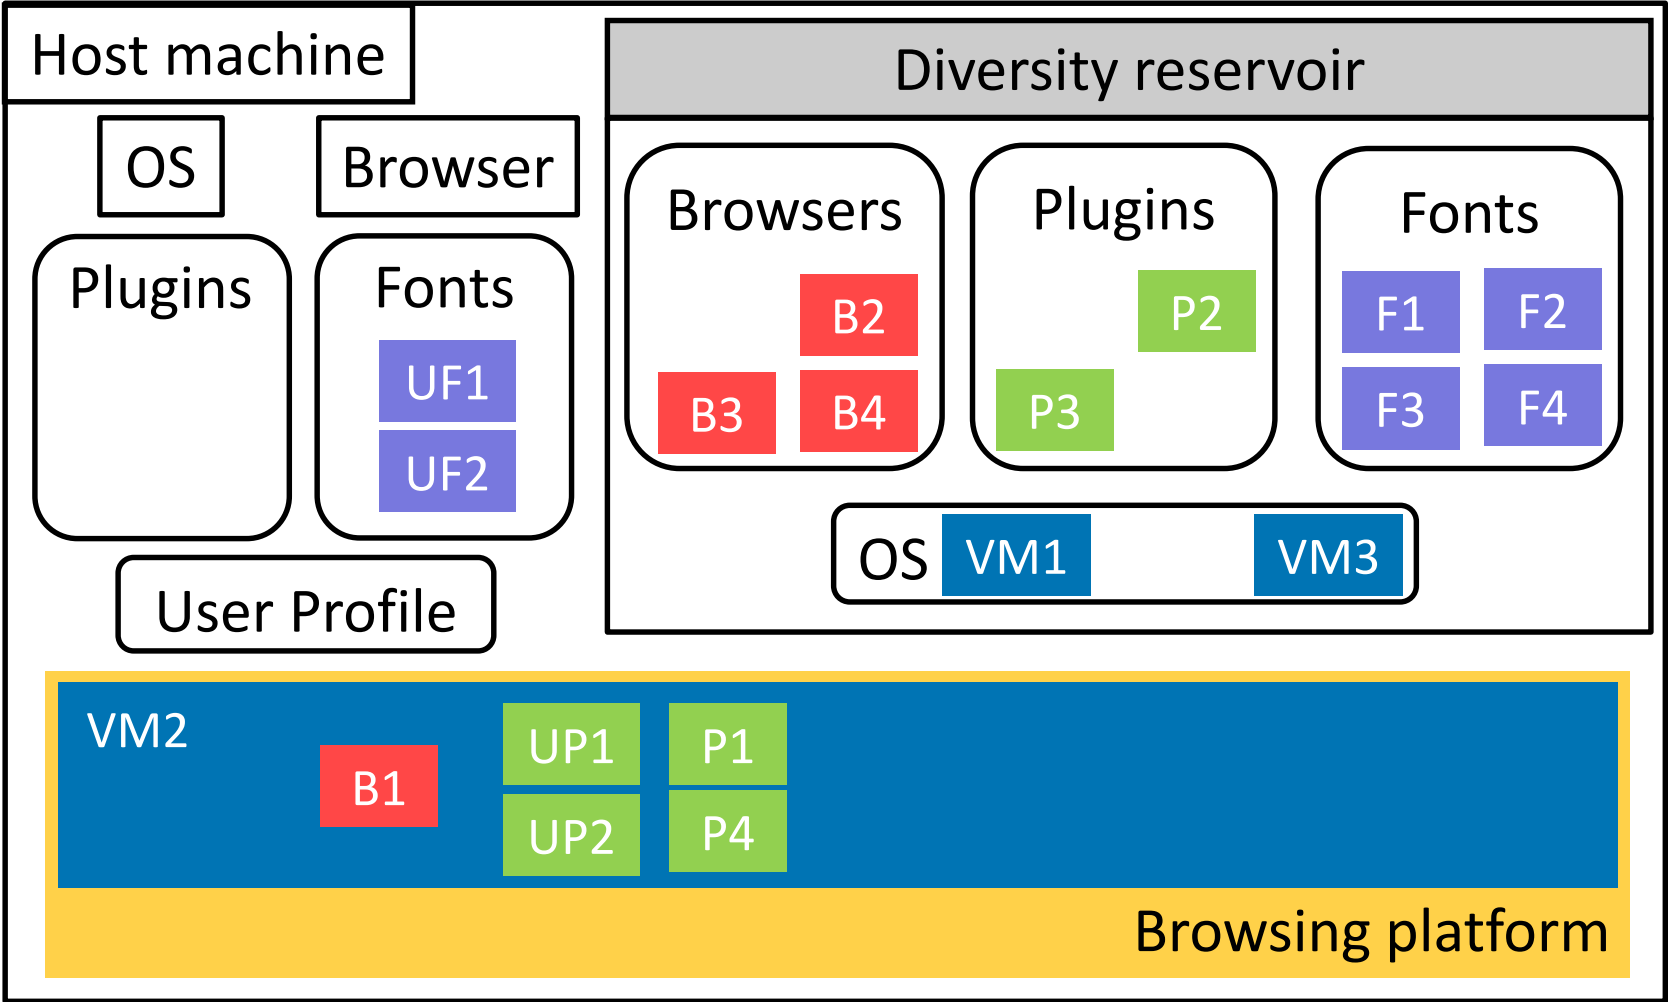 Host machine
OS
Browser
Plugins
Fonts
UF1
UF2
User Profile
Diversity reservoir
Browsers
B2
B3
B4
Plugins
P2
P3
Fonts
F1
F2
F3
F4
OS
VM1
VM3
VM2
B1
UP1
P1
UP2
P4
Browsing platform